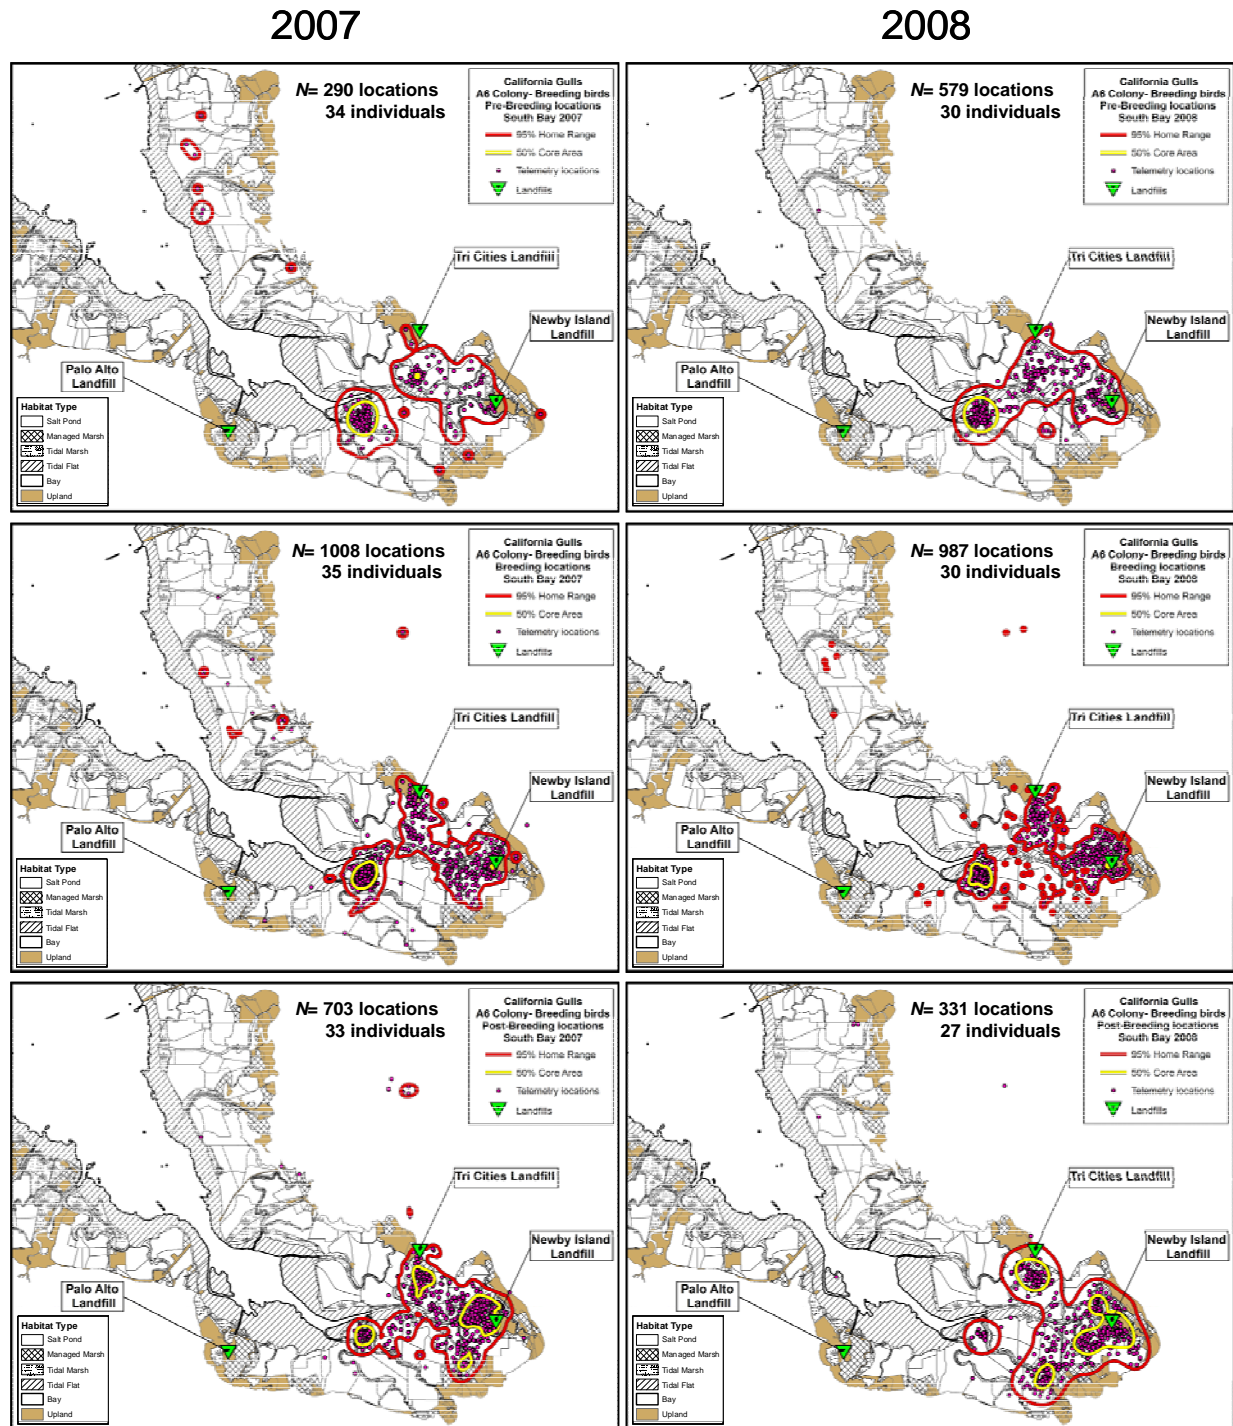 2007
2008
N= 290 locations
34 individuals
California Gulls
A6 Colony- Breeding birds
Pre-Breeding locations
South Bay 2007
95% Home Range
50% Core Area
Telemetry locations
Landfills
Tri Cities Landfill
Newby Island
Landfill
Palo Alto
Landfill
Habitat Type
Salt Pond
Managed Marsh
Tidal Marsh
Tidal Flat
Bay
Upland
N= 579 locations
30 individuals
California Gulls
A6 Colony- Breeding birds
Pre-Breeding locations
South Bay 2008
95% Home Range
50% Core Area
Telemetry locations
Landfills
Tri Cities Landfill
Newby Island
Landfill
Palo Alto
Landfill
Habitat Type
Salt Pond
Managed Marsh
Tidal Marsh
Tidal Flat
Bay
Upland
N= 1008 locations
35 individuals
California Gulls
A6 Colony- Breeding birds
Breeding locations
South Bay 2007
95% Home Range
50% Core Area
Telemetry locations
Landfills
Tri Cities Landfill
Newby Island
Landfill
Palo Alto
Landfill
Habitat Type
Salt Pond
Managed Marsh
Tidal Marsh
Tidal Flat
Bay
Upland
N= 987 locations
30 individuals
California Gulls
A6 Colony- Breeding birds
Breeding locations
South Bay 2008
95% Home Range
50% Core Area
Telemetry locations
Landfills
Tri Cities Landfill
Newby Island
Landfill
Palo Alto
Landfill
Habitat Type
Salt Pond
Managed Marsh
Tidal Marsh
Tidal Flat
Bay
Upland
N= 703 locations
33 individuals
California Gulls
A6 Colony- Breeding birds
Post-Breeding locations
South Bay 2007
95% Home Range
50% Core Area
Telemetry locations
Landfills
Tri Cities Landfill
Newby Island
Landfill
Palo Alto
Landfill
Habitat Type
Salt Pond
Managed Marsh
Tidal Marsh
Tidal Flat
Bay
Upland
N= 331 locations
27 individuals
California Gulls
A6 Colony- Breeding birds
Post-Breeding locations
South Bay 2008
95% Home Range
50% Core Area
Telemetry locations
Landfills
Tri Cities Landfill
Newby Island
Landfill
Palo Alto
Landfill
Habitat Type
Salt Pond
Managed Marsh
Tidal Marsh
Tidal Flat
Bay
Upland